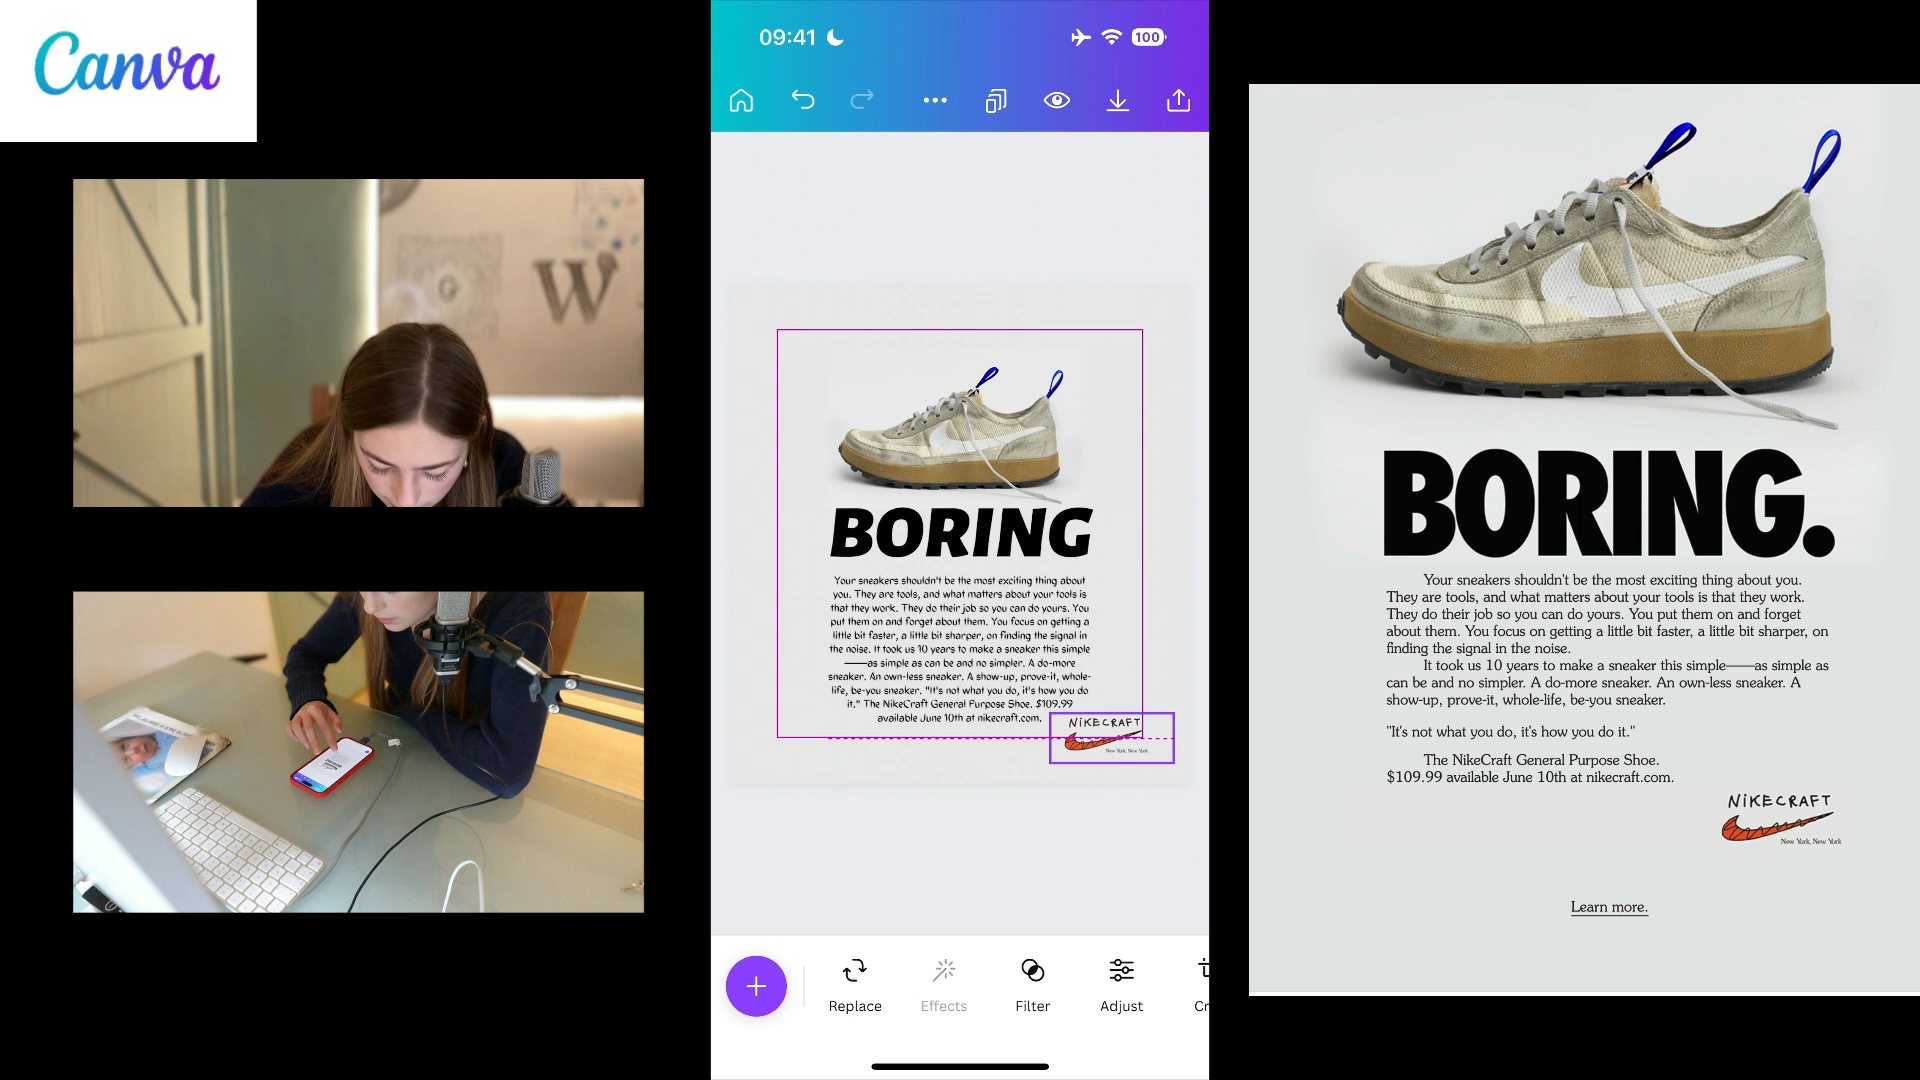 Canva
G
W
09:41
100
BORING
Your sneakers shouldn't be the most exciting thing about
you. They are tools, and what matters about your tools is
that they work. They do their job so you can do yours. You
put them on and forget about them. You focus on getting a
little bit faster, a little bit sharper, on finding the signal in
the noise. It took us 10 years to make a sneaker this simple
——as simple as can be and no simpler. A do-more
sneaker. An own-less sneaker. A show-up, prove-it, whole-
life, be-you sneaker. "It's not what you do, it's how you do
it." The NikeCraft General Purpose Shoe. $109.99
available June 10th at nikecraft.com.
NiKECRAFT
New York, New York
Replace
Effects
Filter
Adjust
Cr
BORING.
Your sneakers shouldn't be the most exciting thing about you.
They are tools, and what matters about your tools is that they work.
They do their job so you can do yours. You put them on and forget
about them. You focus on getting a little bit faster, a little bit sharper, on
finding the signal in the noise.
It took us 10 years to make a sneaker this simple——as simple as
can be and no simpler. A do-more sneaker. An own-less sneaker. A
show-up, prove-it, whole-life, be-you sneaker.
"It's not what you do, it's how you do it."
The NikeCraft General Purpose Shoe.
$109.99 available June 10th at nikecraft.com.
NiKECRAFT
New York, New York
Learn more.